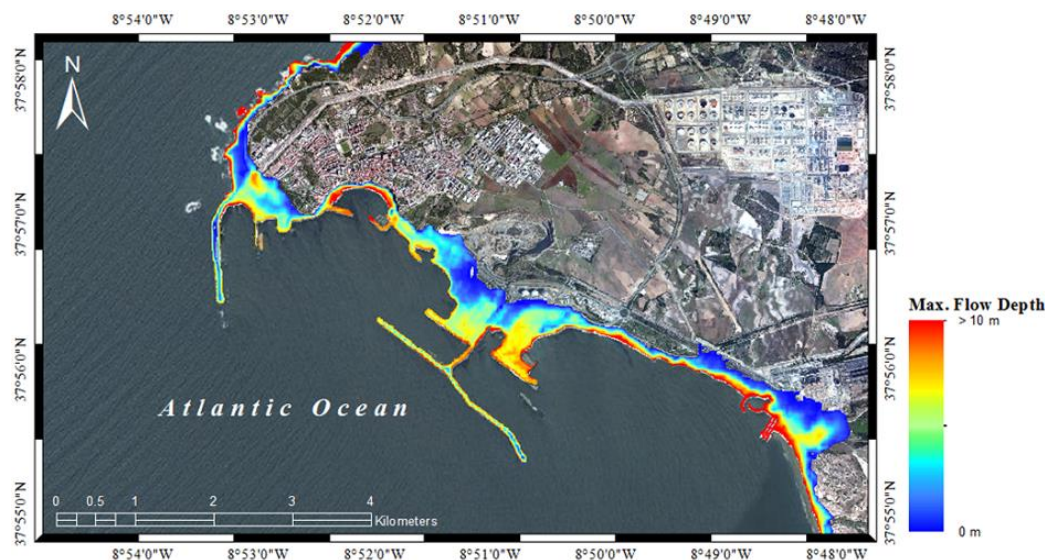 8°54'0"W 8°53'0"W 8°52'0"W 8°51'0"W 8°50'0"W 8°49'0"W 8°48'0"W
N
37°58'0"N 37°58'0"N
37°57'0"N 37°57'0"N
Max. Flow Depth
> 10 m
37°56'0"N 37°56'0"N
Atlantic Ocean
0 0.5 1 2 3 4
Kilometers
37°55'0"N 37°55'0"N
0 m
8°54'0"W 8°53'0"W 8°52'0"W 8°51'0"W 8°50'0"W 8°49'0"W 8°48'0"W